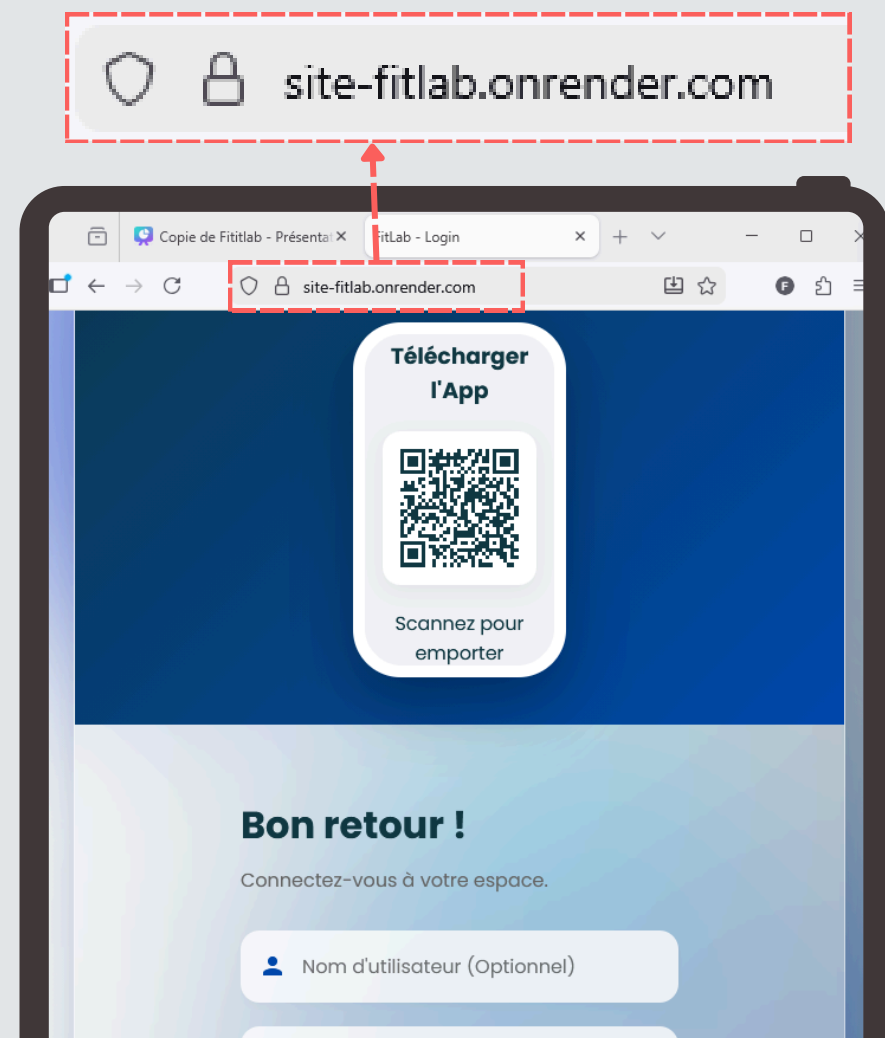 site-fitlab.onrender.com
Copie de Fititlab - Présentat
FitLab - Login
site-fitlab.onrender.com
F
Télécharger
l'App
Scannez pour
emporter
Bon retour !
Connectez-vous à votre espace.
Nom d'utilisateur (Optionnel)